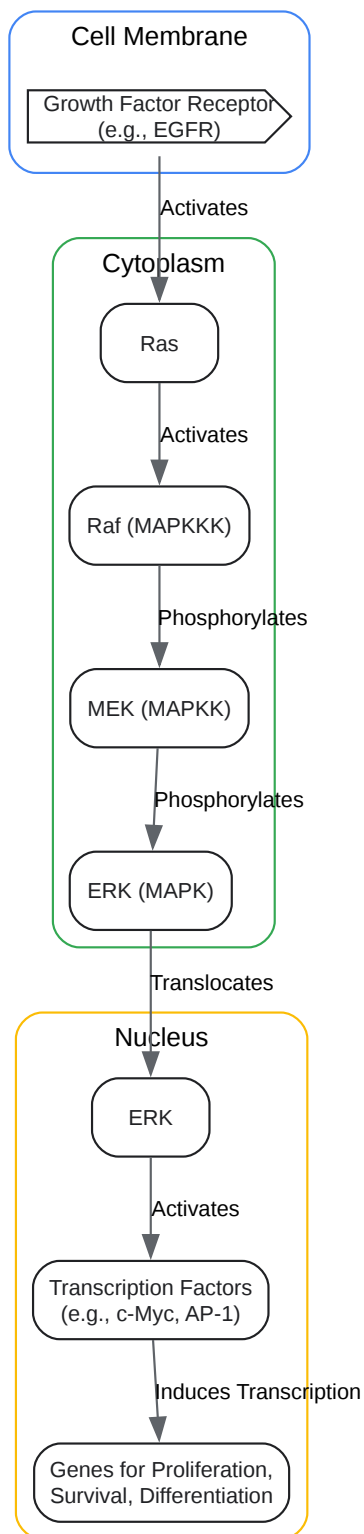 Cell Membrane
Growth Factor Receptor
(e.g., EGFR)
Activates
Cytoplasm
Ras
Activates
Raf (MAPKKK)
Phosphorylates
MEK (MAPKK)
Phosphorylates
ERK (MAPK)
Translocates
Nucleus
ERK
Activates
Transcription Factors
(e.g., c-Myc, AP-1)
Induces Transcription
Genes for Proliferation,
Survival, Differentiation